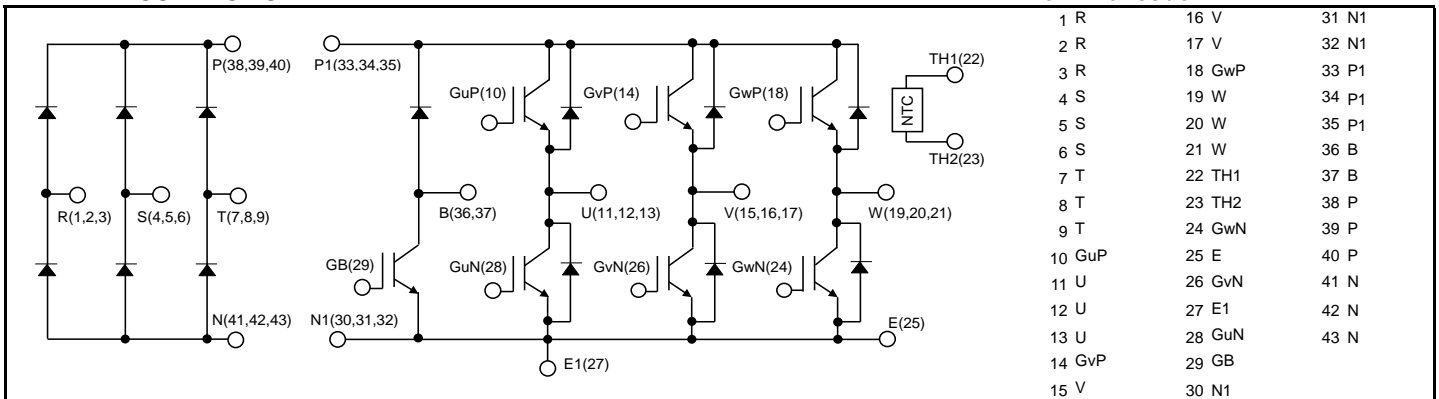 P(38,39,40)
P1(33,34,35)
TH1(22)
GuP(10)
GvP(14)
GwP(18)
NTC
TH2(23)
R(1,2,3)
S(4,5,6)
T(7,8,9)
B(36,37)
U(11,12,13)
V(15,16,17)
W(19,20,21)
GB(29)
GuN(28)
GvN(26)
GwN(24)
N(41,42,43)
N1(30,31,32)
E(25)
E1(27)
1 R
2 R
3 R
4 S
5 S
6 S
7 T
8 T
9 T
10 GuP
11 U
12 U
13 U
14 GvP
15 V
16 V
17 V
18 GwP
19 W
20 W
21 W
22 TH1
23 TH2
24 GwN
25 E
26 GvN
27 E1
28 GuN
29 GB
30 N1
31 N1
32 N1
33 P1
34 P1
35 P1
36 B
37 B
38 P
39 P
40 P
41 N
42 N
43 N